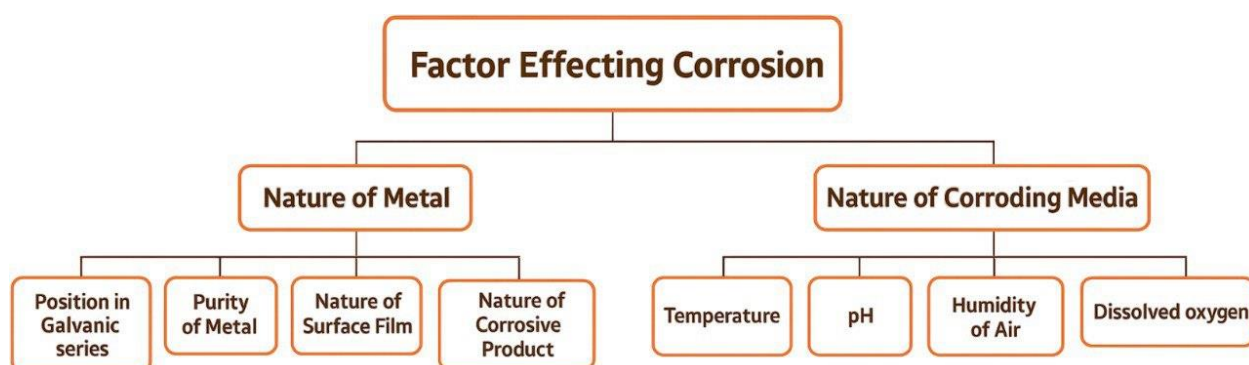 Factor Effecting Corrosion
Nature of Metal
Nature of Corroding Media
Position in
Galvanic
series
Purity
of Metal
Nature of
Surface Film
Nature of
Corrosive
Product
Temperature
pH
Humidity
of Air
Dissolved oxygen